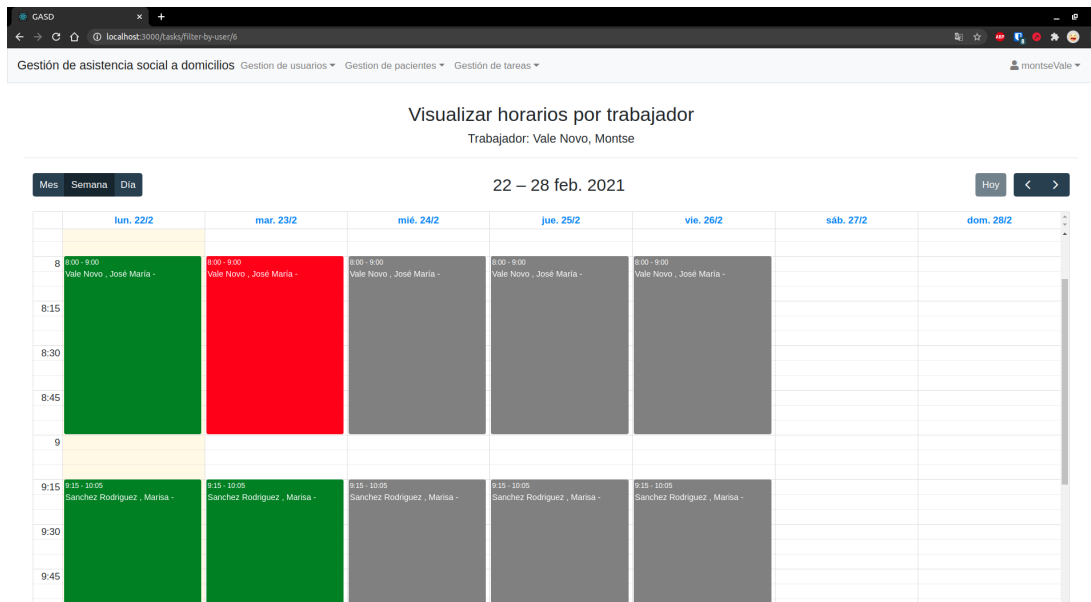 GASD
localhost:3000/tasks/filter-by-user/6
Gestión de asistencia social a domicilios Gestion de usuarios Gestion de pacientes Gestión de tareas montseVale
Visualizar horarios por trabajador
Trabajador: Vale Novo, Montse
Mes Semana Día 22 – 28 feb. 2021 Hoy
lun. 22/2 mar. 23/2 mié. 24/2 jue. 25/2 vie. 26/2 sáb. 27/2 dom. 28/2
8 8:00 - 9:00 8:00 - 9:00 8:00 - 9:00 8:00 - 9:00 8:00 - 9:00
Vale Novo , José María - Vale Novo , José María - Vale Novo , José María - Vale Novo , José María - Vale Novo , José María -
8:15
8:30
8:45
9
9:15 9:15 - 10:05 9:15 - 10:05 9:15 - 10:05 9:15 - 10:05 9:15 - 10:05
Sanchez Rodriguez , Marisa - Sanchez Rodriguez , Marisa - Sanchez Rodriguez , Marisa - Sanchez Rodriguez , Marisa - Sanchez Rodriguez , Marisa -
9:30
9:45